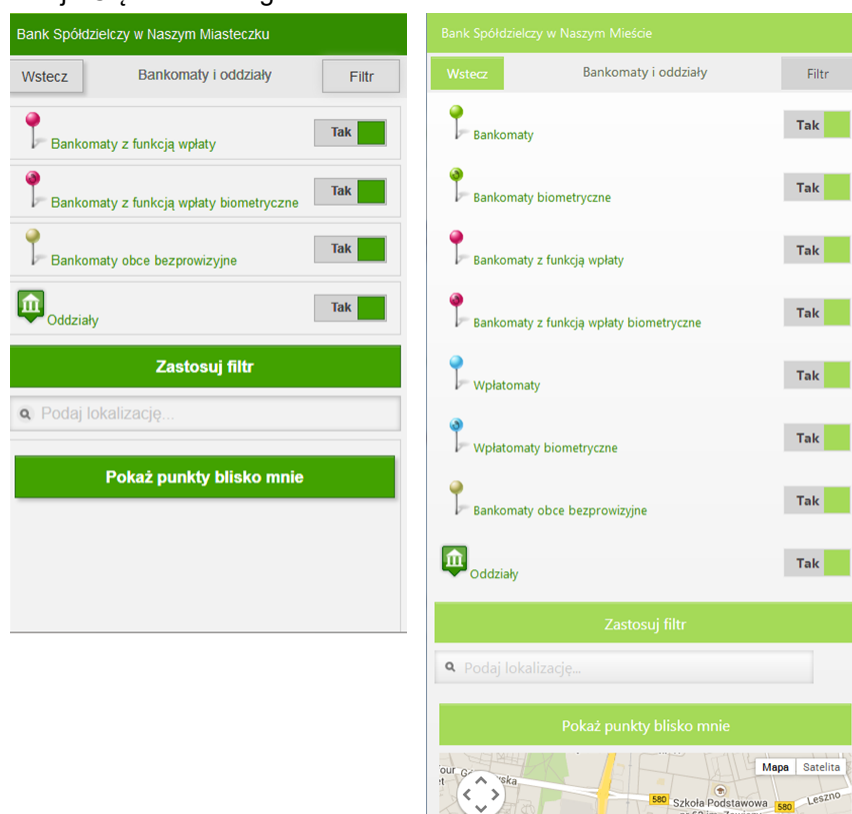 Bank Spółdzielczy w Naszym Miasteczku
Wstecz
Bankomaty i oddziały
Filtr
Bankomaty z funkcją wpłaty
Tak
Bankomaty z funkcją wpłaty biometryczne
Tak
Bankomaty obce bezprowizyjne
Tak
Oddziały
Tak
Zastosuj filtr
Podaj lokalizację...
Pokaż punkty blisko mnie
Bank Spółdzielczy w Naszym Mieście
Wstecz
Bankomaty i oddziały
Filtr
Bankomaty
Tak
Bankomaty biometryczne
Tak
Bankomaty z funkcją wpłaty
Tak
Bankomaty z funkcją wpłaty biometryczne
Tak
Wpłatomaty
Tak
Wpłatomaty biometryczne
Tak
Bankomaty obce bezprowizyjne
Tak
Oddziały
Tak
Zastosuj filtr
Podaj lokalizację...
Pokaż punkty blisko mnie
Mapa
Satelita
580
Szkoła Podstawowa
580
Leszno